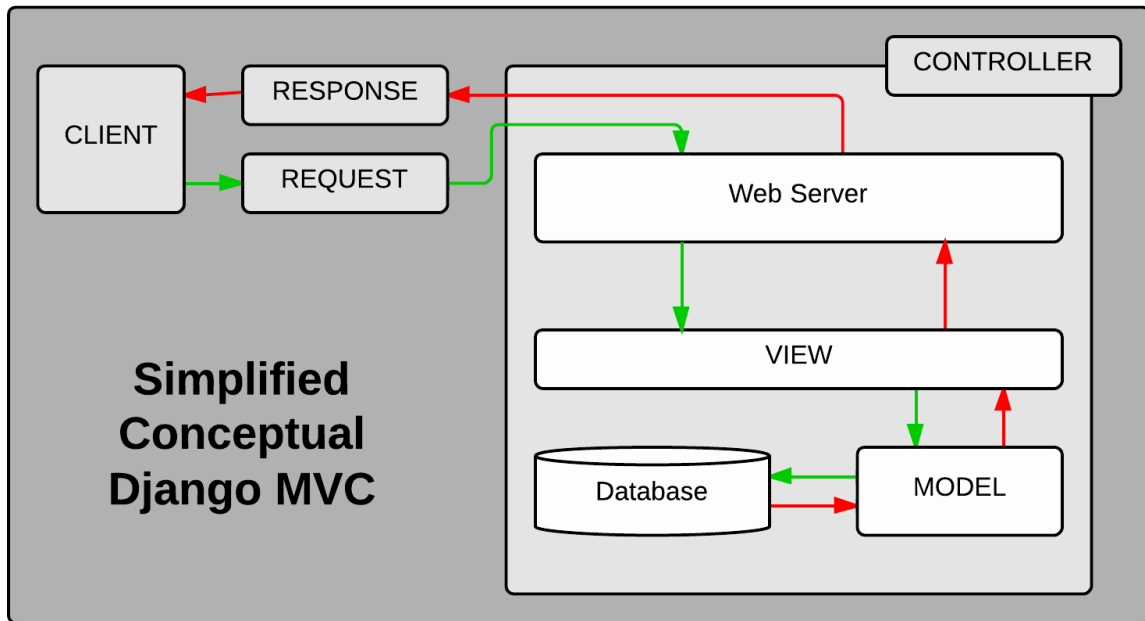 CONTROLLER
RESPONSE
CLIENT
REQUEST
Web Server
VIEW
Simplified
Conceptual
Django MVC
Database
MODEL